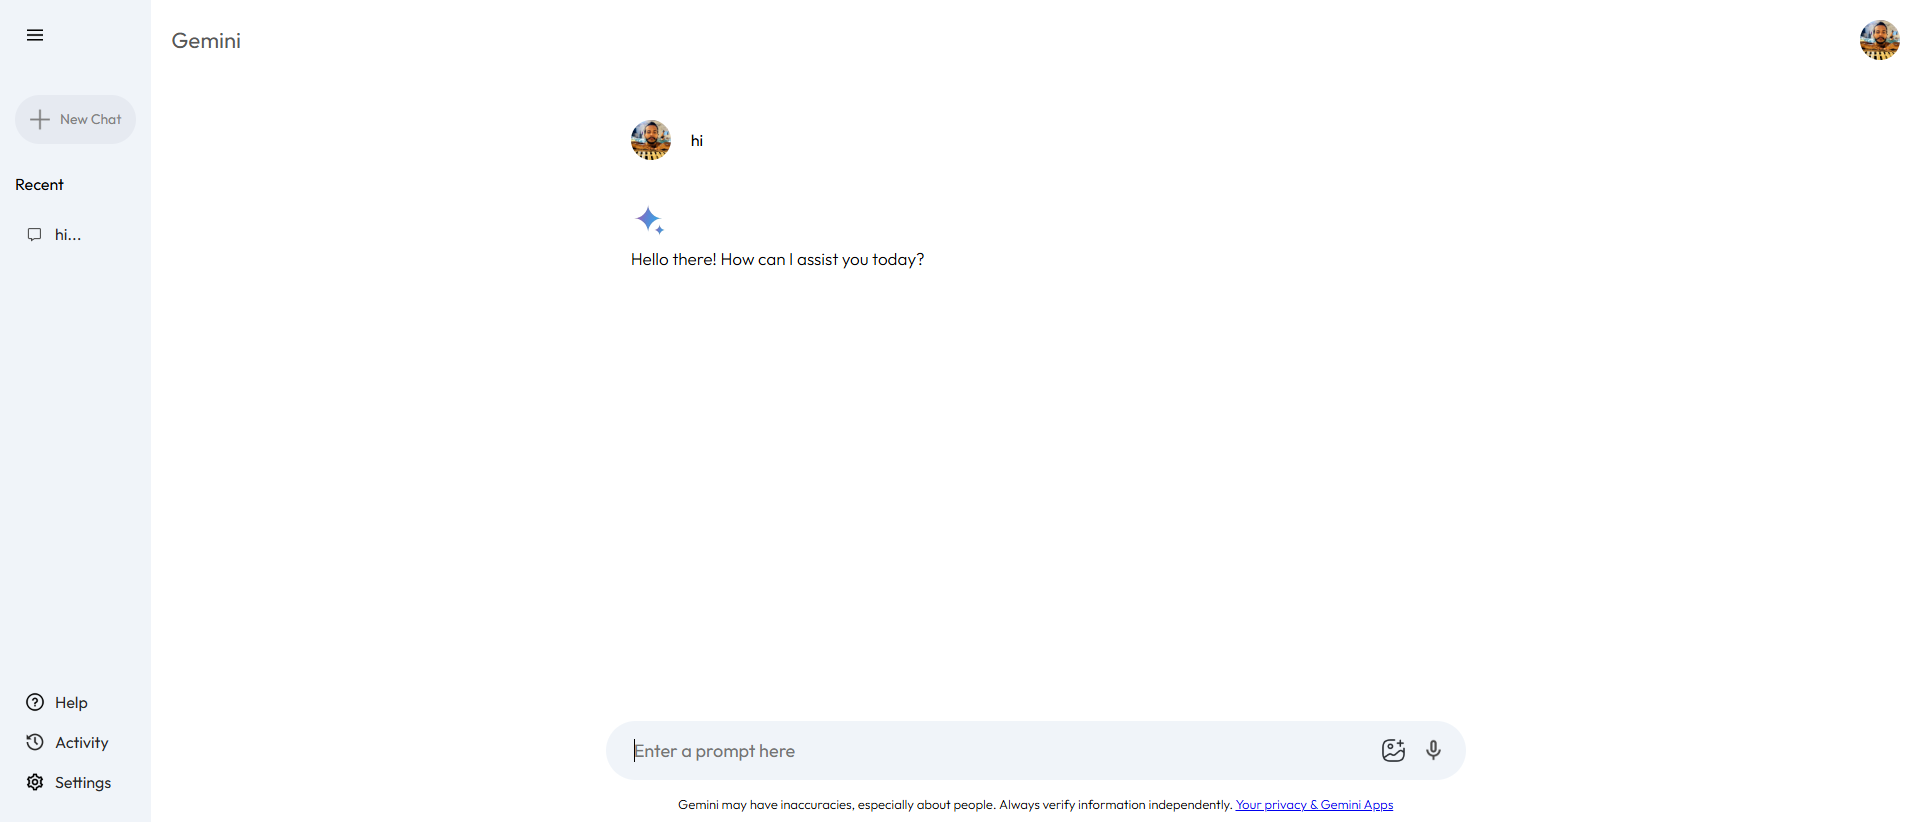 Gemini
New Chat
Recent
hi...
hi
Hello there! How can I assist you today?
Help
Activity
Settings
Enter a prompt here
Gemini may have inaccuracies, especially about people. Always verify information independently. Your privacy & Gemini Apps